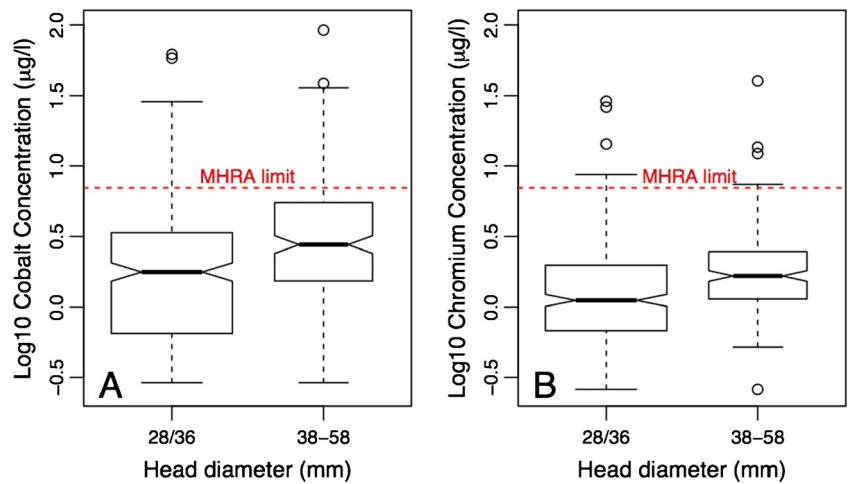 Log10 Cobalt Concentration (µg/l)
2.0
1.5
1.0
0.5
0.0
−0.5
MHRA limit
A
28/36
38−58
Head diameter (mm)
Log10 Chromium Concentration (µg/l)
2.0
1.5
1.0
0.5
0.0
−0.5
MHRA limit
B
28/36
38−58
Head diameter (mm)